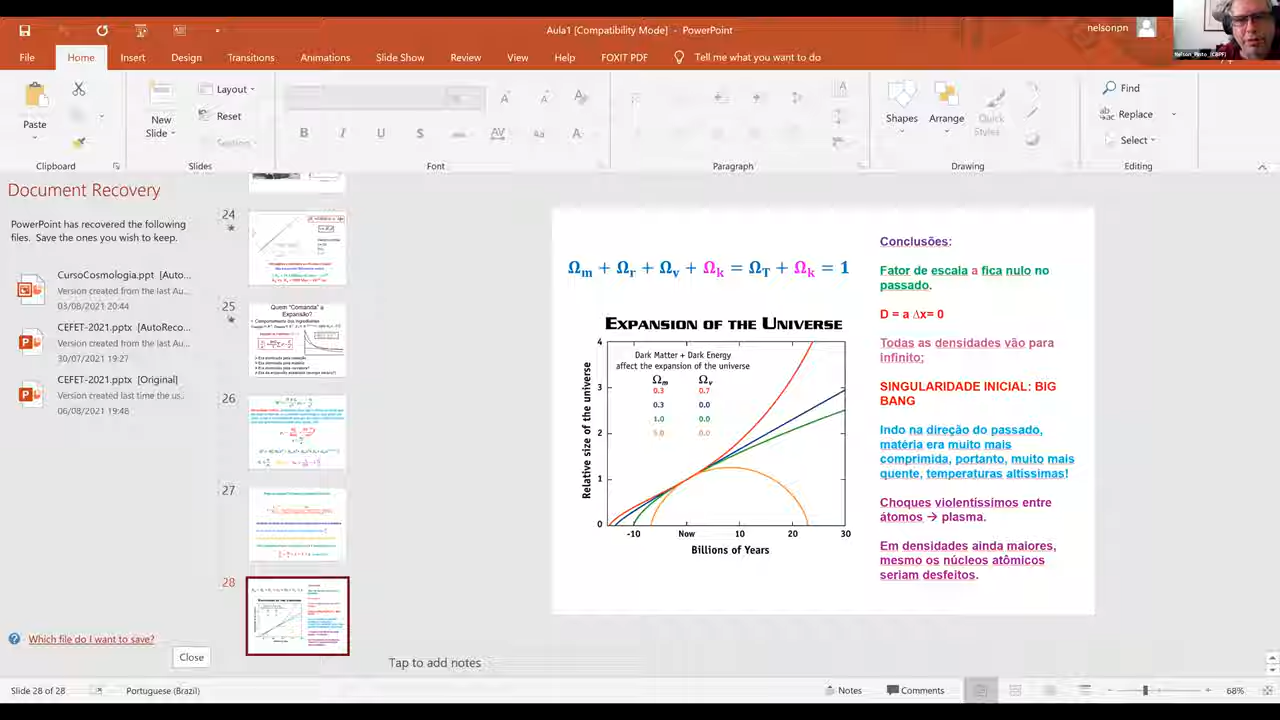 Aula1 [Compatibility Mode] - PowerPoint
nelsonpn
File Home Insert Design Transitions Animations Slide Show Review View Help FOXIT PDF Tell me what you want to do
Paste
New
Slide
Layout
Reset
Section
Shapes
Arrange
Quick
Styles
Find
Replace
Select
Clipboard Slides Font Paragraph Drawing Editing
Document Recovery
PowerPoint has recovered the following
files. Save the ones you wish to keep.
CursoCosmologia.ppt [Auto...
Version created from the last Au...
03/08/2021 20:44
CEFET-2021.pptx [AutoReco...
Version created from the last Au...
CEFET-2021.pptx [Original]
Version created last time the us...
06/08/2021 19:48
Which file do I want to save?
Close
24
25
Quem "Comanda" a
Expansão?
26
27
28
Ωm + Ωr + Ωv + Ωk = ΩT + Ωk = 1
EXPANSION OF THE UNIVERSE
Dark Matter + Dark Energy
affect the expansion of the universe
Ωm Ωv
0.3 0.7
0.3 0.0
1.0 0.0
5.0 0.0
Relative size of the universe
4
3
2
1
0
-10 Now 10 20 30
Billions of Years
Conclusões:
Fator de escala a fica nulo no
passado.
D = a Δx= 0
Todas as densidades vão para
infinito;
SINGULARIDADE INICIAL: BIG
BANG
Indo na direção do passado,
matéria era muito mais
comprimida, portanto, muito mais
quente, temperaturas altíssimas!
Choques violentíssimos entre
átomos → plasma.
Em densidades ainda maiores,
mesmo os núcleos atômicos
seriam desfeitos.
Tap to add notes
Slide 28 of 28 Portuguese (Brazil) Notes Comments 68%